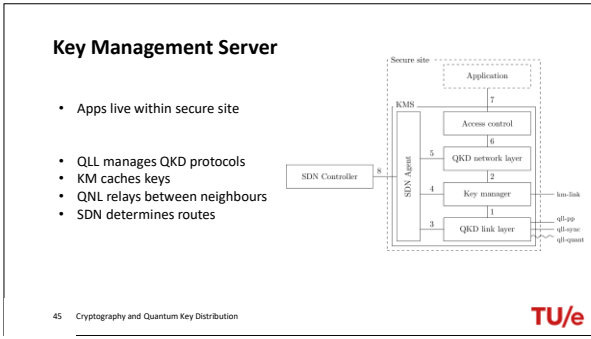 Key Management Server
• Apps live within secure site
• QLL manages QKD protocols
• KM caches keys
• QNL relays between neighbours
• SDN determines routes
Secure site
Application
7
KMS
Access control
6
SDN Agent
5
QKD network layer
SDN Controller
8
2
4
Key manager
km-link
1
3
QKD link layer
qll-pp
qll-sync
qll-quant
45 Cryptography and Quantum Key Distribution
TU/e